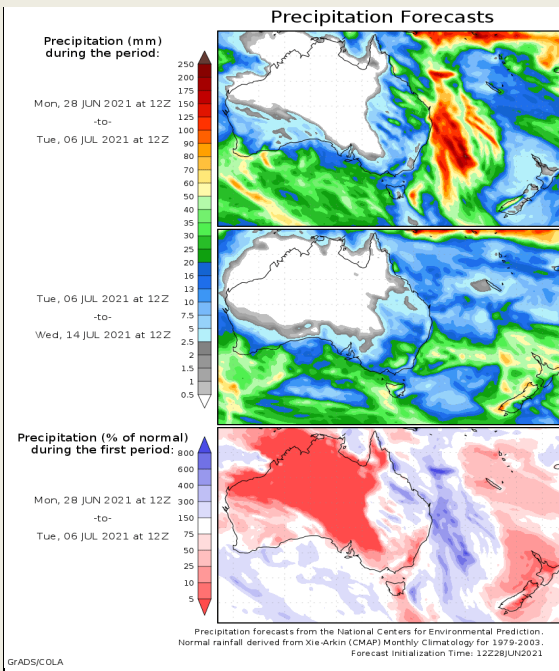 Precipitation Forecasts
Precipitation (mm)
during the period:
Mon, 28 JUN 2021 at 12Z
-to-
Tue, 06 JUL 2021 at 12Z
250
200
175
150
125
100
90
80
70
60
50
40
35
30
25
20
16
13
10
7.5
5
2.5
2
1.5
1
0.5
Tue, 06 JUL 2021 at 12Z
-to-
Wed, 14 JUL 2021 at 12Z
Precipitation (% of normal)
during the first period:
Mon, 28 JUN 2021 at 12Z
-to-
Tue, 06 JUL 2021 at 12Z
800
600
400
300
150
75
50
25
10
5
Precipitation forecasts from the National Centers for Environmental Prediction.
Normal rainfall derived from Xie-Arkin (CMAP) Monthly Climatology for 1979-2003.
Forecast Initialization Time: 12Z28JUN2021
GrADS/COLA